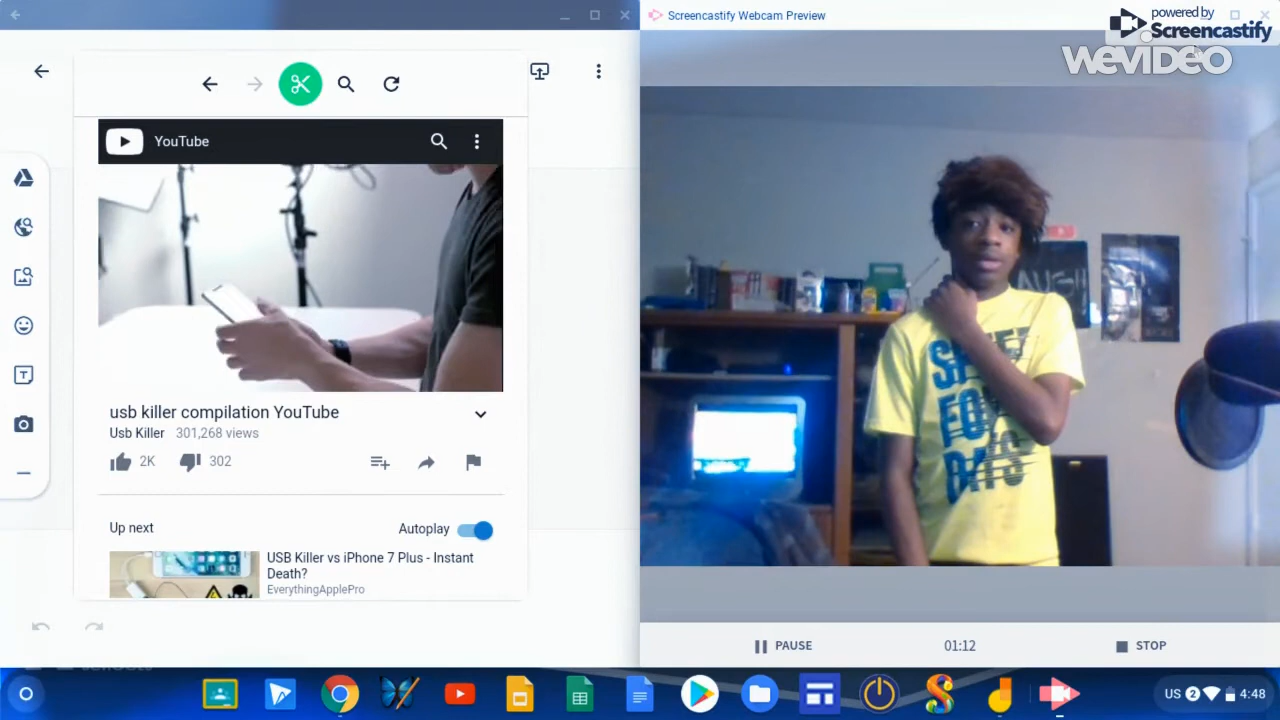 Screencastify Webcam Preview
powered by
Screencastify
WeVideo
YouTube
usb killer compilation YouTube
Usb Killer 301,268 views
2K 302
Up next Autoplay
USB Killer vs iPhone 7 Plus - Instant
Death?
EverythingApplePro
PAUSE 01:12 STOP
US 2 4:48